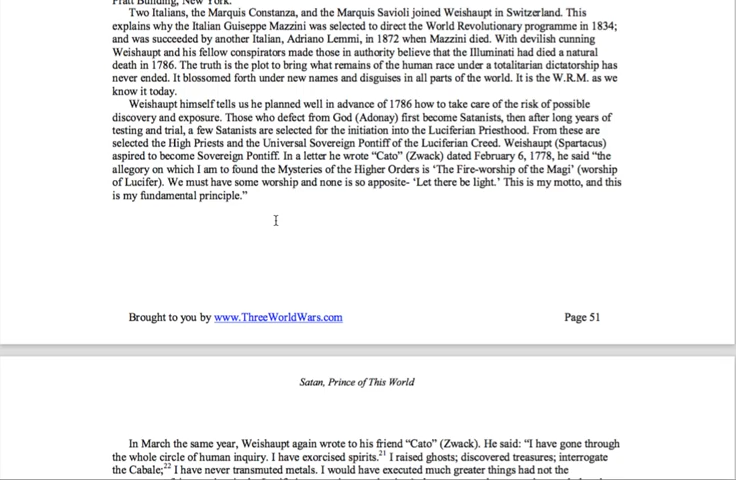 Pratt Building, New York.
Two Italians, the Marquis Constanza, and the Marquis Savioli joined Weishaupt in Switzerland. This
explains why the Italian Guiseppe Mazzini was selected to direct the World Revolutionary programme in 1834;
and was succeeded by another Italian, Adriano Lemmi, in 1872 when Mazzini died. With devilish cunning
Weishaupt and his fellow conspirators made those in authority believe that the Illuminati had died a natural
death in 1786. The truth is the plot to bring what remains of the human race under a totalitarian dictatorship has
never ended. It blossomed forth under new names and disguises in all parts of the world. It is the W.R.M. as we
know it today.
Weishaupt himself tells us he planned well in advance of 1786 how to take care of the risk of possible
discovery and exposure. Those who defect from God (Adonay) first become Satanists, then after long years of
testing and trial, a few Satanists are selected for the initiation into the Luciferian Priesthood. From these are
selected the High Priests and the Universal Sovereign Pontiff of the Luciferian Creed. Weishaupt (Spartacus)
aspired to become Sovereign Pontiff. In a letter he wrote “Cato” (Zwack) dated February 6, 1778, he said “the
allegory on which I am to found the Mysteries of the Higher Orders is ‘The Fire-worship of the Magi’ (worship
of Lucifer). We must have some worship and none is so apposite- ‘Let there be light.’ This is my motto, and this
is my fundamental principle.”
Brought to you by www.ThreeWorldWars.com Page 51
Satan, Prince of This World
In March the same year, Weishaupt again wrote to his friend “Cato” (Zwack). He said: “I have gone through
the whole circle of human inquiry. I have exorcised spirits.21 I raised ghosts; discovered treasures; interrogate
the Cabale;22 I have never transmuted metals. I would have executed much greater things had not the